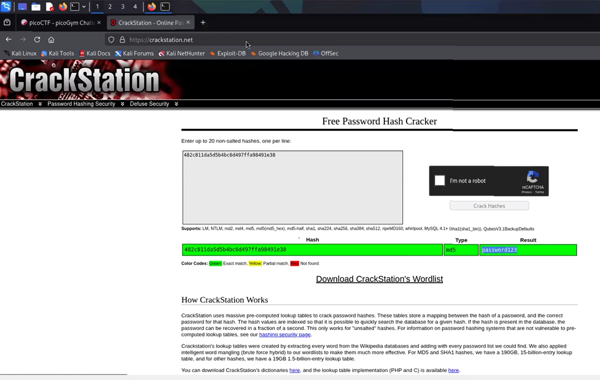 1 2 3 4
picoCTF - picoGym Chall
CrackStation - Online Pas
https://crackstation.net
Kali Linux Kali Tools Kali Docs Kali Forums Kali NetHunter Exploit-DB Google Hacking DB OffSec
CrackStation
CrackStation Password Hashing Security Defuse Security
Free Password Hash Cracker
Enter up to 20 non-salted hashes, one per line:
482c811da5d5b4bc6d497ffa98491e38
I'm not a robot
reCAPTCHA
Privacy - Terms
Crack Hashes
Supports: LM, NTLM, md2, md4, md5, md5(md5_hex), md5-half, sha1, sha224, sha256, sha384, sha512, ripeMD160, whirlpool, MySQL 4.1+ (sha1(sha1_bin)), QubesV3.1BackupDefaults
Hash Type Result
482c811da5d5b4bc6d497ffa98491e38 md5 password123
Color Codes: Green: Exact match, Yellow: Partial match, Red: Not found.
Download CrackStation's Wordlist
How CrackStation Works
CrackStation uses massive pre-computed lookup tables to crack password hashes. These tables store a mapping between the hash of a password, and the correct
password for that hash. The hash values are indexed so that it is possible to quickly search the database for a given hash. If the hash is present in the database, the
password can be recovered in a fraction of a second. This only works for "unsalted" hashes. For information on password hashing systems that are not vulnerable to pre-
computed lookup tables, see our hashing security page.
Crackstation's lookup tables were created by extracting every word from the Wikipedia databases and adding with every password list we could find. We also applied
intelligent word mangling (brute force hybrid) to our wordlists to make them much more effective. For MD5 and SHA1 hashes, we have a 190GB, 15-billion-entry lookup
table, and for other hashes, we have a 19GB 1.5-billion-entry lookup table.
You can download CrackStation's dictionaries here, and the lookup table implementation (PHP and C) is available here.